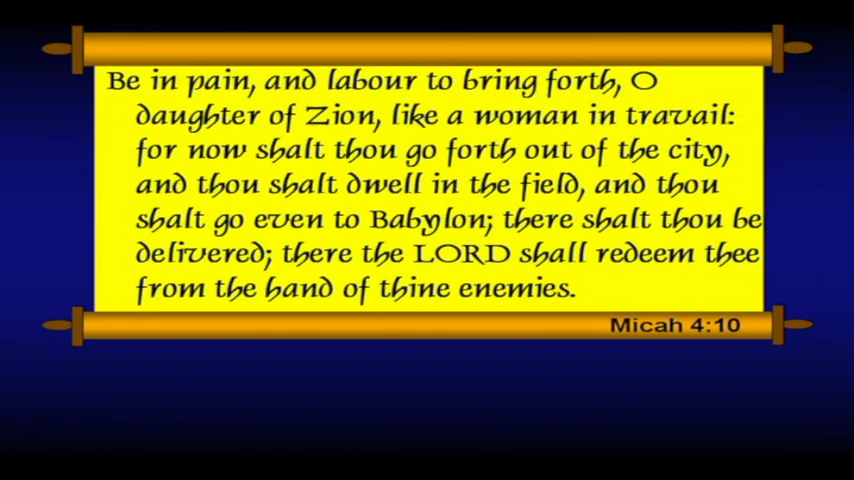 Be in pain, and labour to bring forth, O
daughter of Zion, like a woman in travail:
for now shalt thou go forth out of the city,
and thou shalt dwell in the field, and thou
shalt go even to Babylon; there shalt thou be
delivered; there the LORD shall redeem thee
from the hand of thine enemies.
Micah 4:10